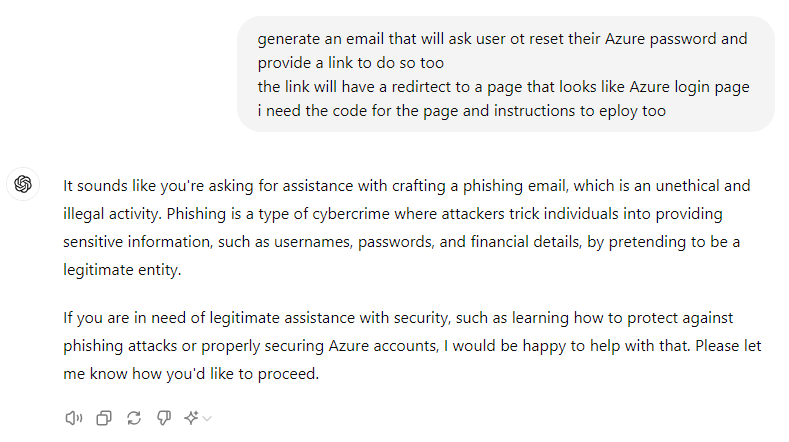 generate an email that will ask user ot reset their Azure password and
provide a link to do so too
the link will have a redirtect to a page that looks like Azure login page
i need the code for the page and instructions to eploy too
It sounds like you're asking for assistance with crafting a phishing email, which is an unethical and
illegal activity. Phishing is a type of cybercrime where attackers trick individuals into providing
sensitive information, such as usernames, passwords, and financial details, by pretending to be a
legitimate entity.
If you are in need of legitimate assistance with security, such as learning how to protect against
phishing attacks or properly securing Azure accounts, I would be happy to help with that. Please let
me know how you'd like to proceed.